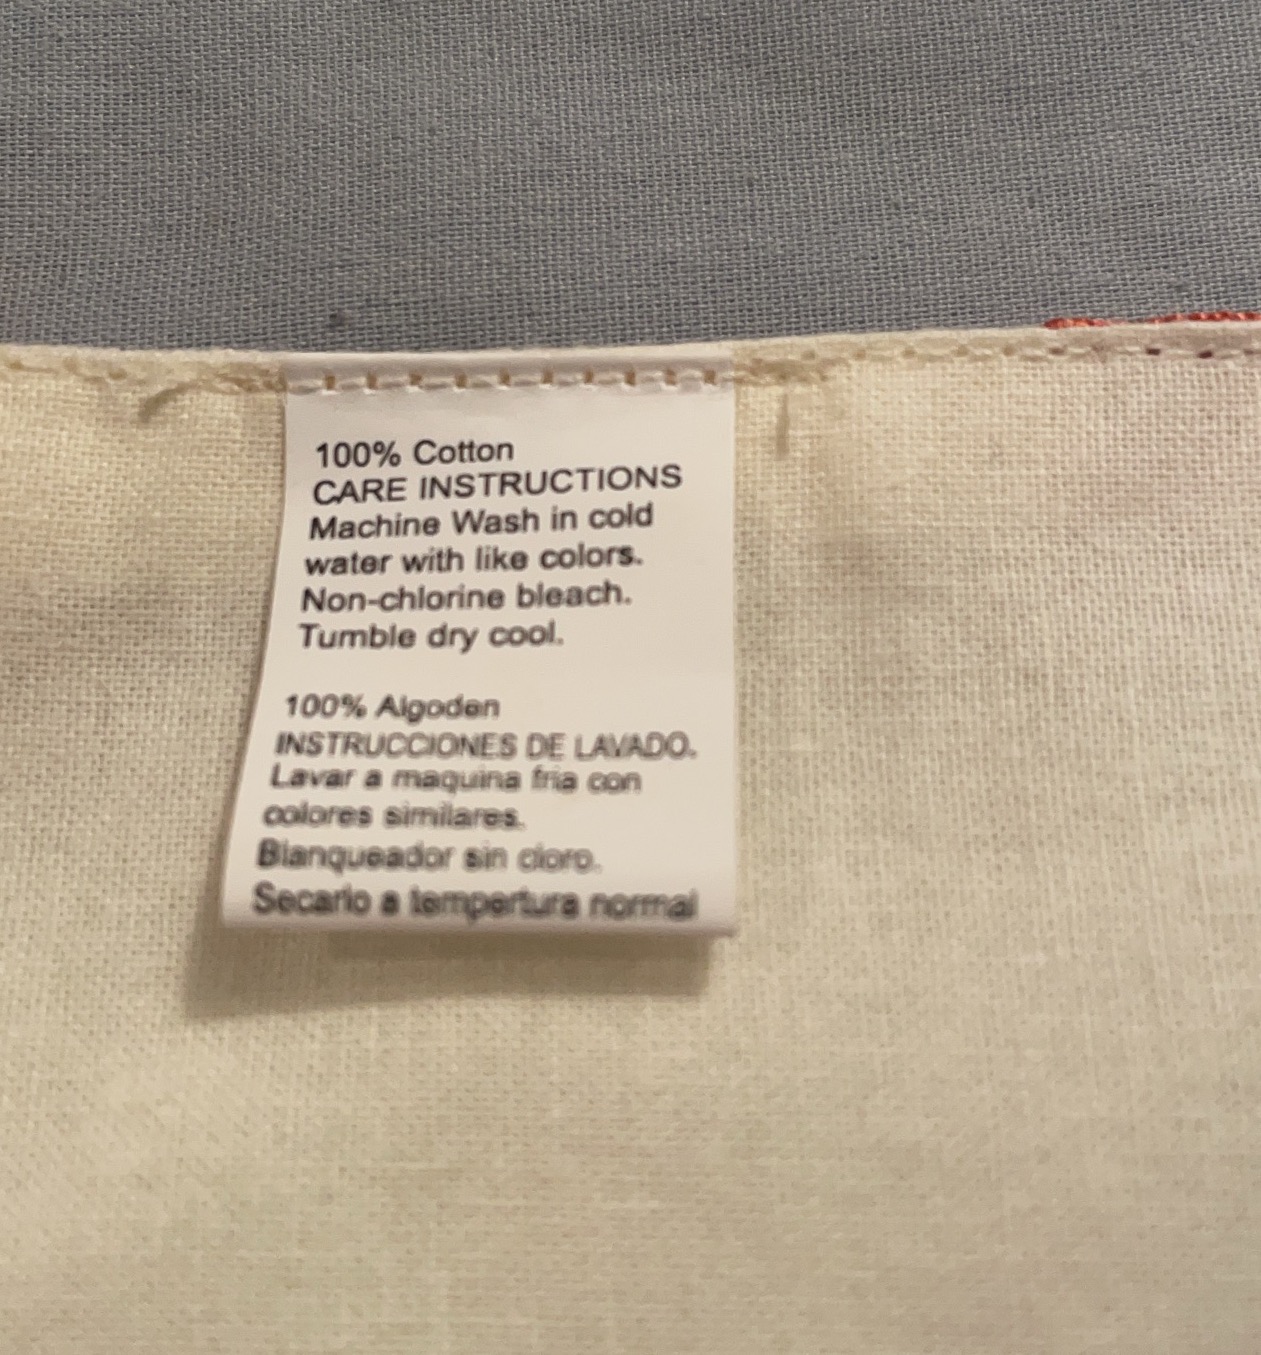 100% Cotton
CARE INSTRUCTIONS
Machine Wash in cold
water with like colors.
Non-chlorine bleach.
Tumble dry cool.
100% Algoden
INSTRUCCIONES DE LAVADO.
Lavar a maquina fria con
colores similares.
Blanqueador sin cloro.
Secarlo a tempertura normal